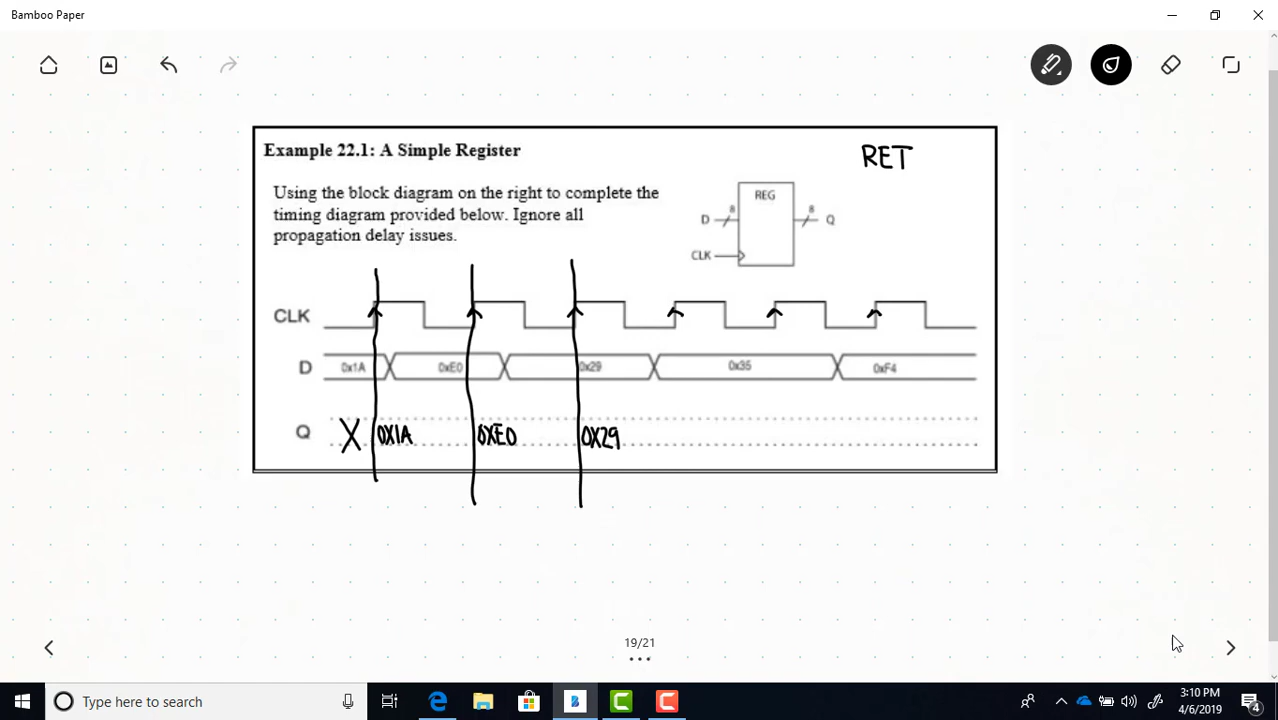 Bamboo Paper
Example 22.1: A Simple Register
RET
Using the block diagram on the right to complete the
timing diagram provided below. Ignore all
propagation delay issues.
REG
D 8 8 Q
CLK
CLK
D 0x1A 0xE0 0x29 0x35 0xF4
Q X 0X1A 0XE0 0X29
19/21
Type here to search
3:10 PM
4/6/2019
4